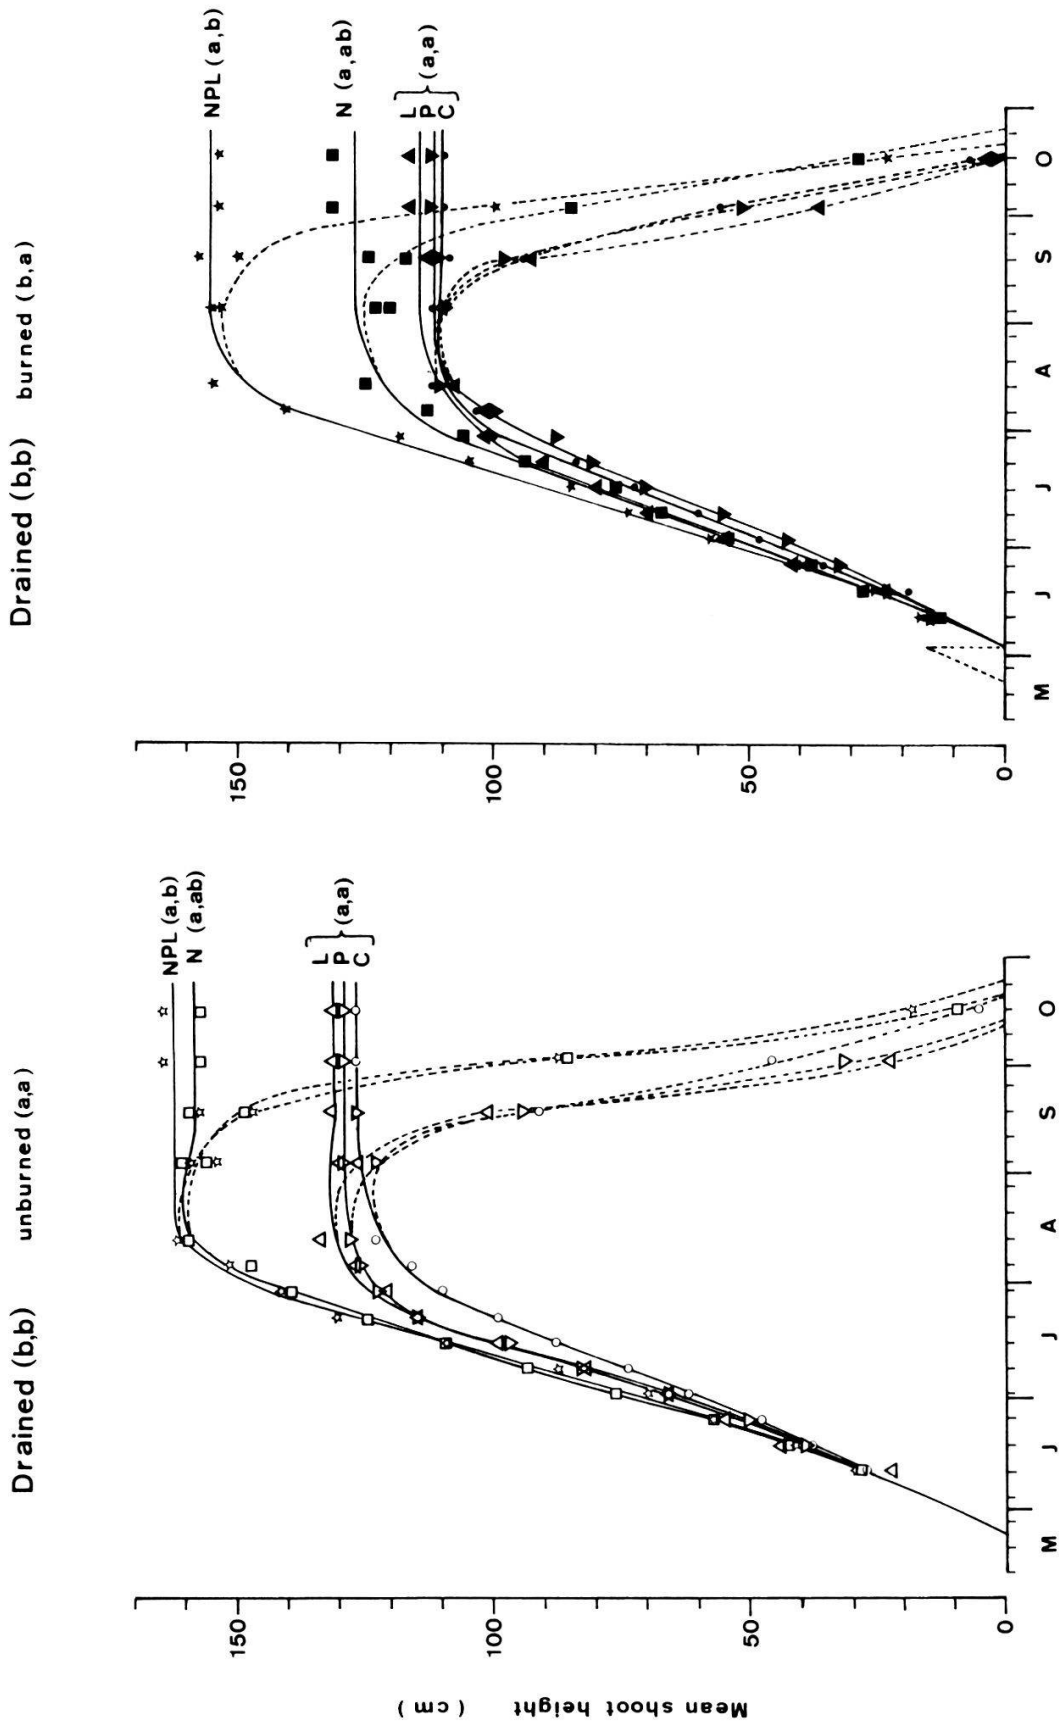 Drained (b,b) unburned (a,a)
NPL (a,b)
N (a,ab)
L
P (a,a)
C
150
100
50
0
Mean shoot height (cm)
M J J A S O
Drained (b,b) burned (b,a)
NPL (a,b)
N (a,ab)
L
P (a,a)
C
150
100
50
0
M J J A S O